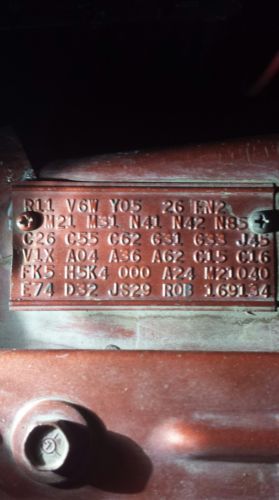 R11 V6W Y05 26 EN2
M21 M31 N41 N42 N85
C26 C55 C62 G31 G33 J45
V1X A04 A36 A62 C15 C16
FK5 H5K4 000 A24 M21040
E74 D32 JS29 R0B 169134